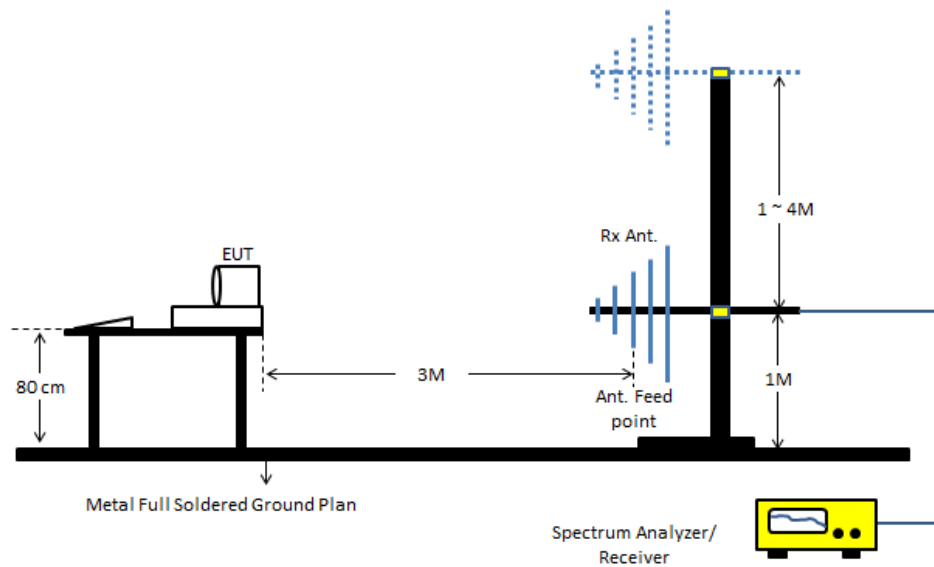 1 ~ 4M
Rx Ant.
EUT
80 cm
3M
1M
Ant. Feed
point
Metal Full Soldered Ground Plan
Spectrum Analyzer/
Receiver